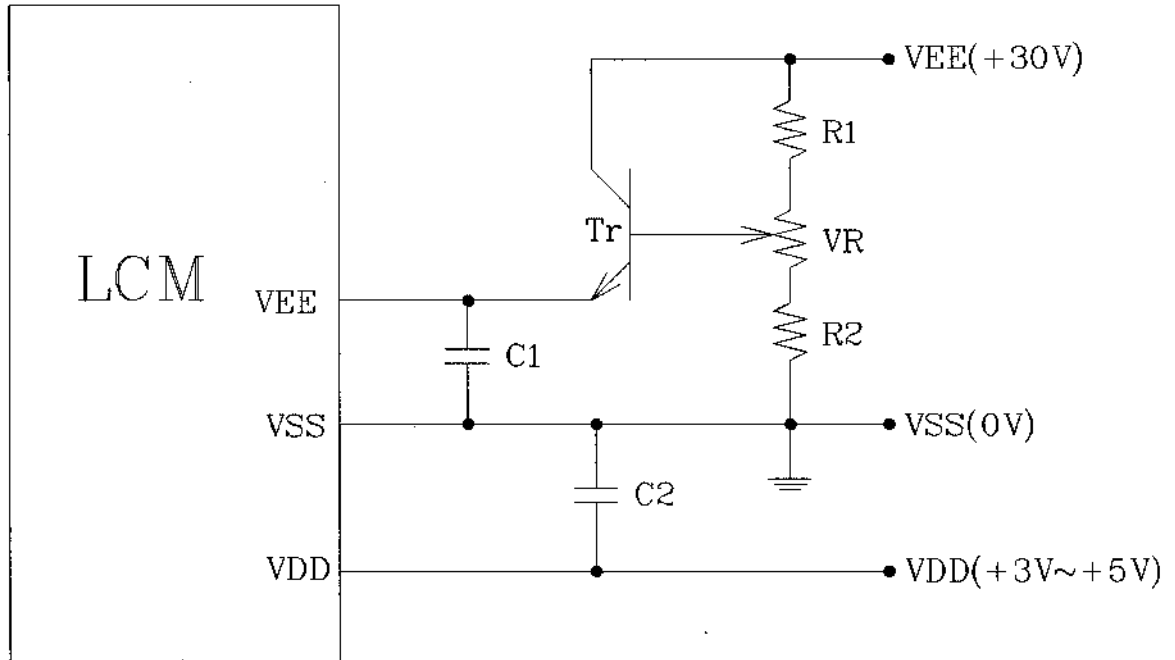 VEE(+30V)
R1
Tr
VR
LCM
VEE
R2
C1
VSS
VSS(0V)
C2
VDD
VDD(+3V~+5V)